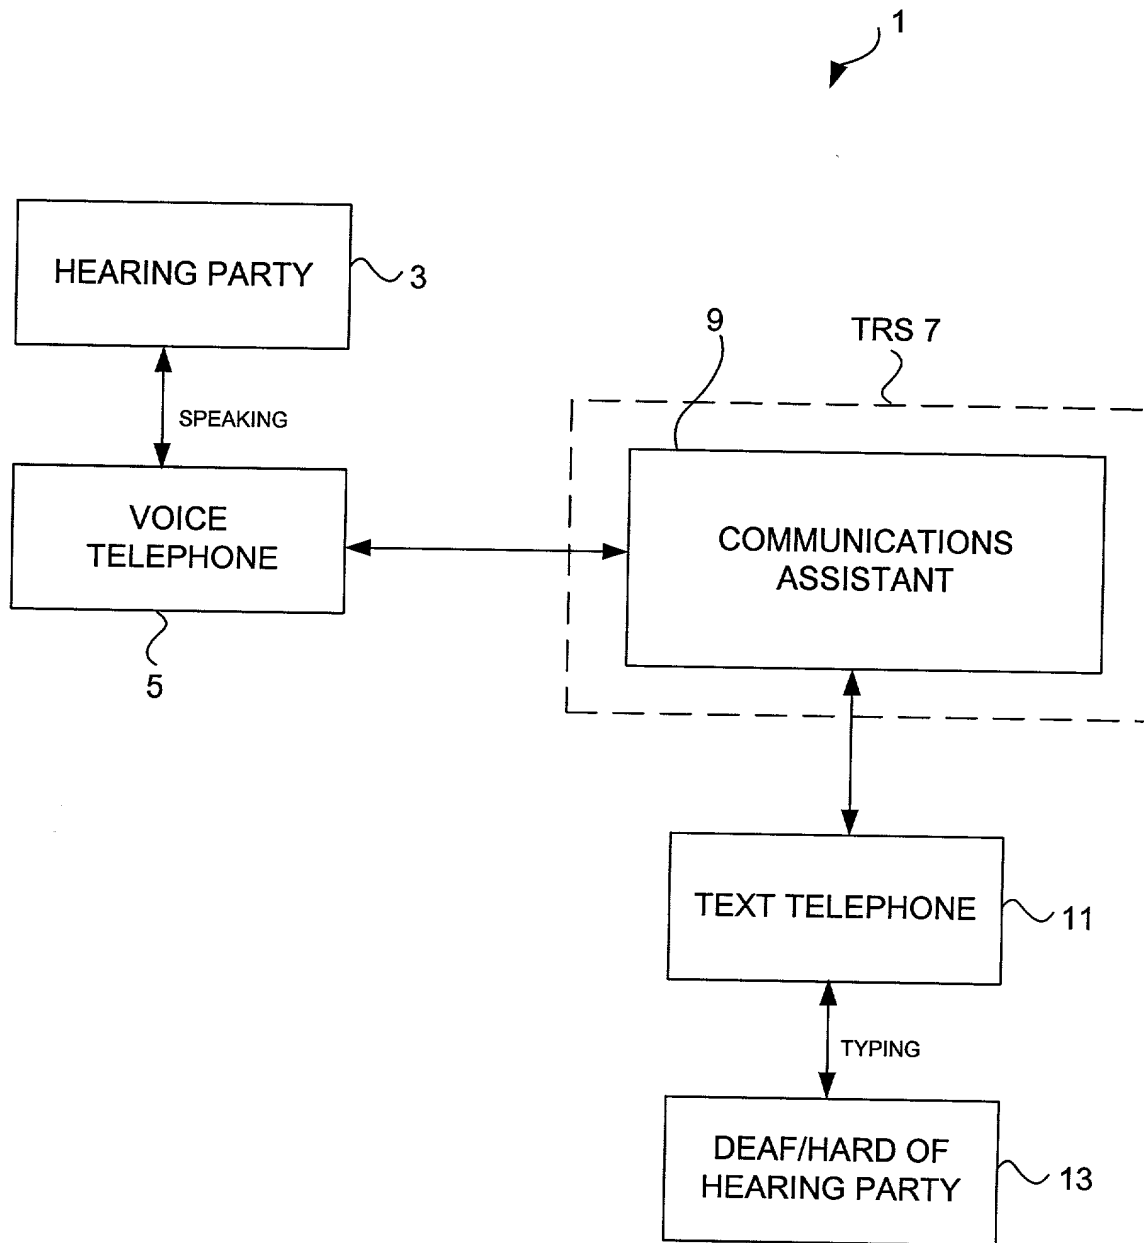 1
HEARING PARTY
3
SPEAKING
9
TRS 7
VOICE
TELEPHONE
COMMUNICATIONS
ASSISTANT
5
TEXT TELEPHONE
11
TYPING
DEAF/HARD OF
HEARING PARTY
13